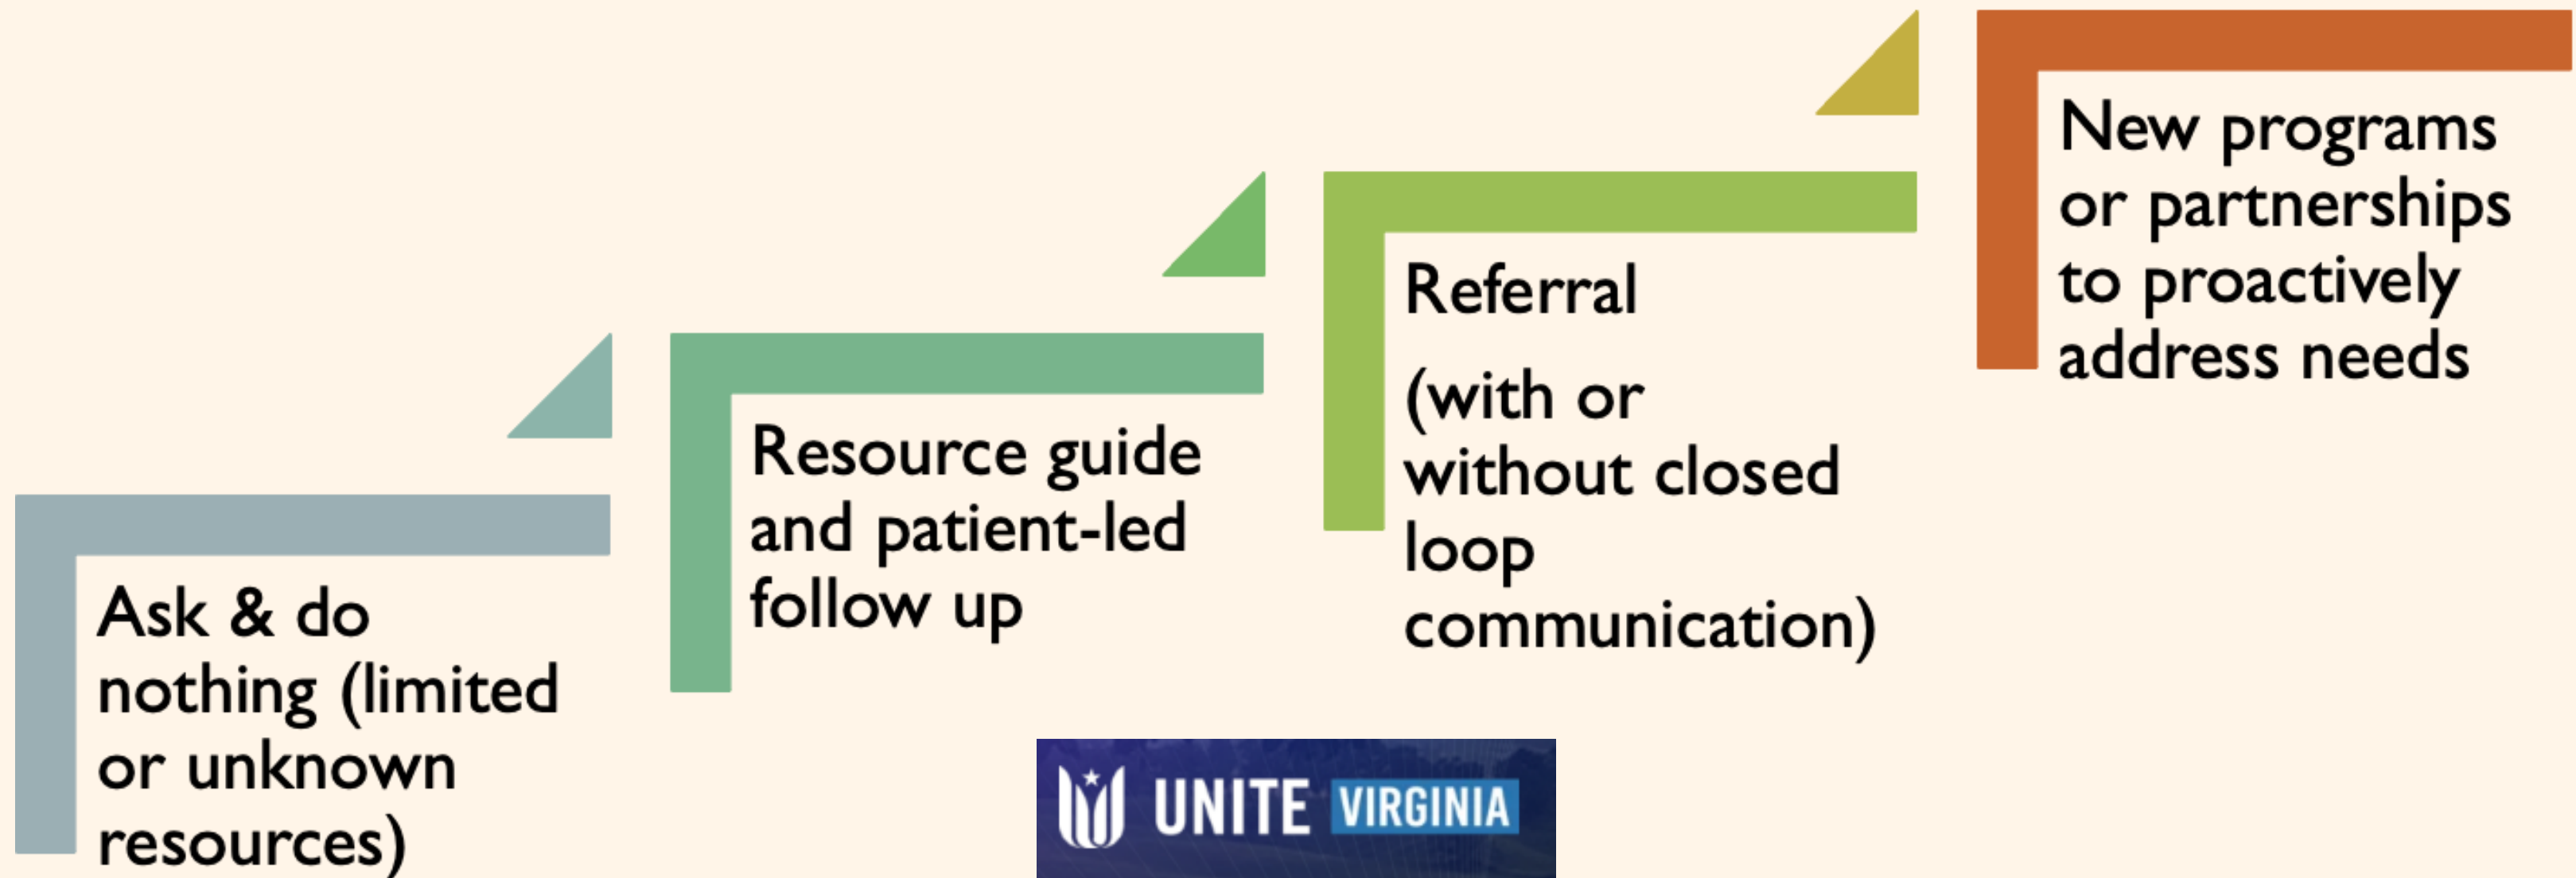 Ask & do
nothing (limited
or unknown
resources)
Resource guide
and patient-led
follow up
Referral
(with or
without closed
loop
communication)
New programs
or partnerships
to proactively
address needs
UNITE VIRGINIA